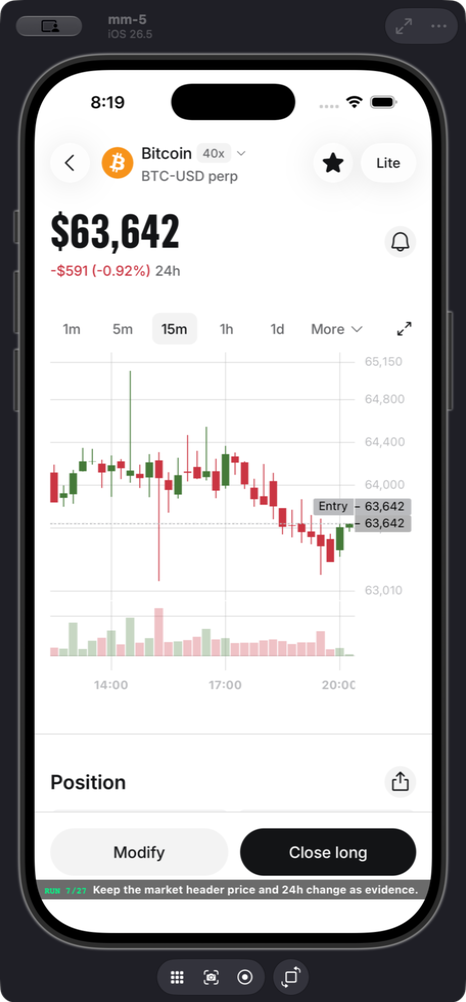 mm-5
iOS 26.5
8:19
Bitcoin 40x
BTC-USD perp
Lite
$63,642
-$591 (-0.92%) 24h
1m 5m 15m 1h 1d More
65,150
64,800
64,400
64,000
Entry 63,642
63,642
63,010
14:00 17:00 20:00
Position
Modify Close long
RUN 7/27 Keep the market header price and 24h change as evidence.